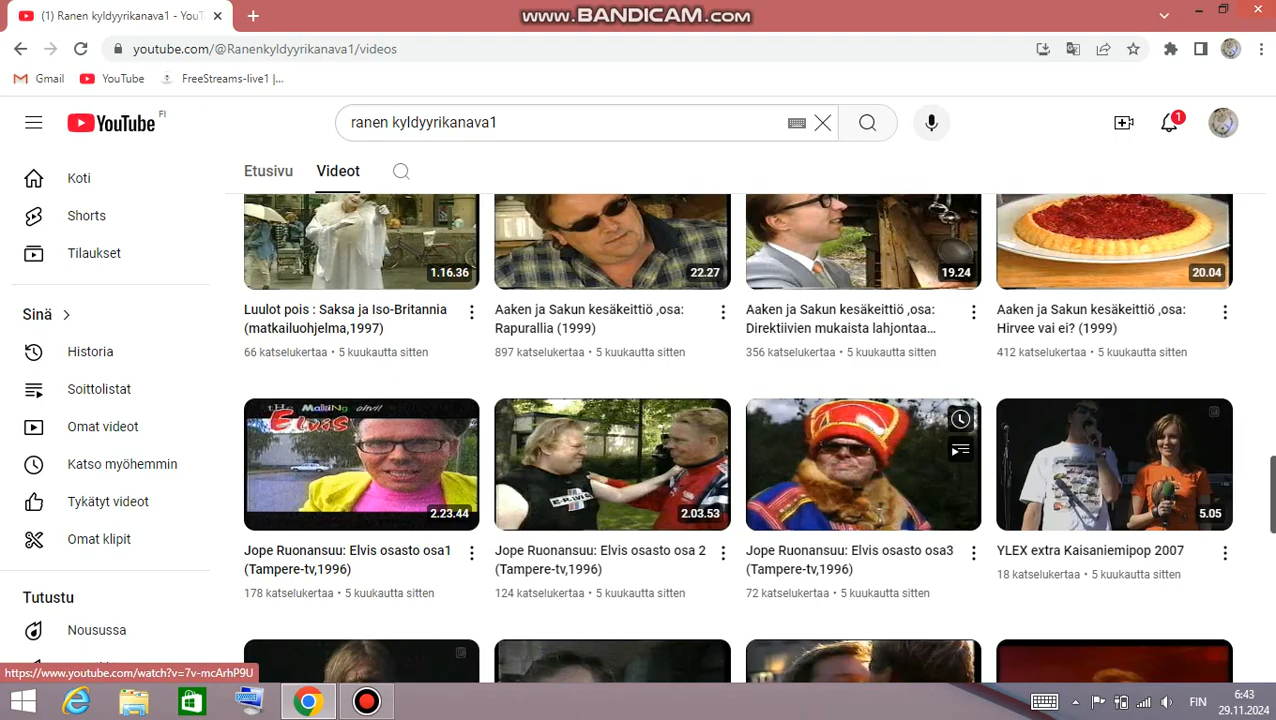 (1) Ranen kyldyyrikanava1 - YouT
www.BANDICAM.com
youtube.com/@Ranenkyldyyrikanava1/videos
Gmail
YouTube
FreeStreams-live1 |...
YouTube FI
ranen kyldyyrikanava1
1
Koti
Shorts
Tilaukset
Sinä
Historia
Soittolistat
Omat videot
Katso myöhemmin
Tykätyt videot
Omat klipit
Tutustu
Nousussa
Etusivu
Videot
1.16.36
22.27
19.24
20.04
Luulot pois : Saksa ja Iso-Britannia
(matkailuohjelma,1997)
66 katselukertaa • 5 kuukautta sitten
Aaken ja Sakun kesäkeittiö ,osa:
Rapurallia (1999)
897 katselukertaa • 5 kuukautta sitten
Aaken ja Sakun kesäkeittiö ,osa:
Direktiivien mukaista lahjontaa...
356 katselukertaa • 5 kuukautta sitten
Aaken ja Sakun kesäkeittiö ,osa:
Hirvee vai ei? (1999)
412 katselukertaa • 5 kuukautta sitten
tHe MakiNg
Elvis
2.23.44
2.03.53
5.05
Jope Ruonansuu: Elvis osasto osa1
(Tampere-tv,1996)
178 katselukertaa • 5 kuukautta sitten
Jope Ruonansuu: Elvis osasto osa 2
(Tampere-tv,1996)
124 katselukertaa • 5 kuukautta sitten
Jope Ruonansuu: Elvis osasto osa3
(Tampere-tv,1996)
72 katselukertaa • 5 kuukautta sitten
YLEX extra Kaisaniemipop 2007
18 katselukertaa • 5 kuukautta sitten
https://www.youtube.com/watch?v=7v-mcArhP9U
FIN
6:43
29.11.2024